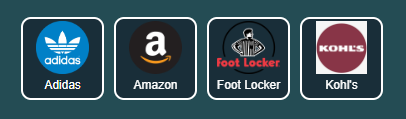 adidas
Adidas
a
Amazon
Foot Locker
Foot Locker
KOHL'S
Kohl's